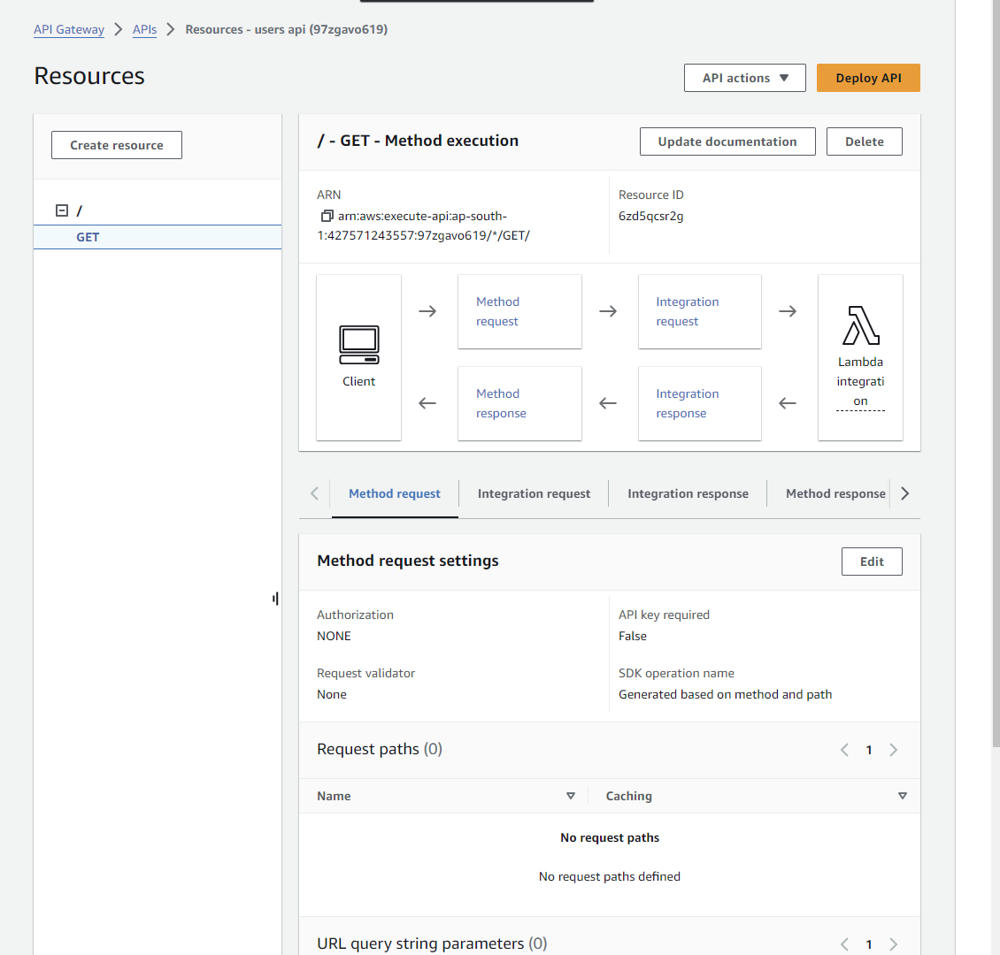 API Gateway > APIs > Resources - users api (97zgavo619)
Resources
API actions
Deploy API
Create resource
/
GET
/ - GET - Method execution
Update documentation
Delete
ARN
arn:aws:execute-api:ap-south-
1:427571243557:97zgavo619/*/GET/
Resource ID
6zd5qcsr2g
Client
Method
request
Integration
request
Method
response
Integration
response
Lambda
integrati
on
Method request
Integration request
Integration response
Method response
Method request settings
Edit
Authorization
NONE
API key required
False
Request validator
None
SDK operation name
Generated based on method and path
Request paths (0)
1
Name
Caching
No request paths
No request paths defined
URL query string parameters (0)
1